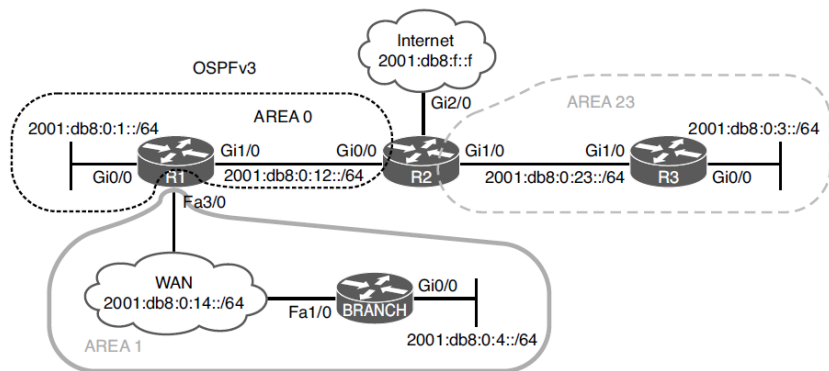 Internet
2001:db8:f::f
OSPFv3
Gi2/0
AREA 23
AREA 0
2001:db8:0:1::/64
2001:db8:0:3::/64
Gi1/0
Gi0/0
Gi1/0
Gi1/0
Gi0/0
R1
2001:db8:0:12::/64
R2
2001:db8:0:23::/64
R3
Gi0/0
Fa3/0
WAN
2001:db8:0:14::/64
Gi0/0
Fa1/0
BRANCH
AREA 1
2001:db8:0:4::/64